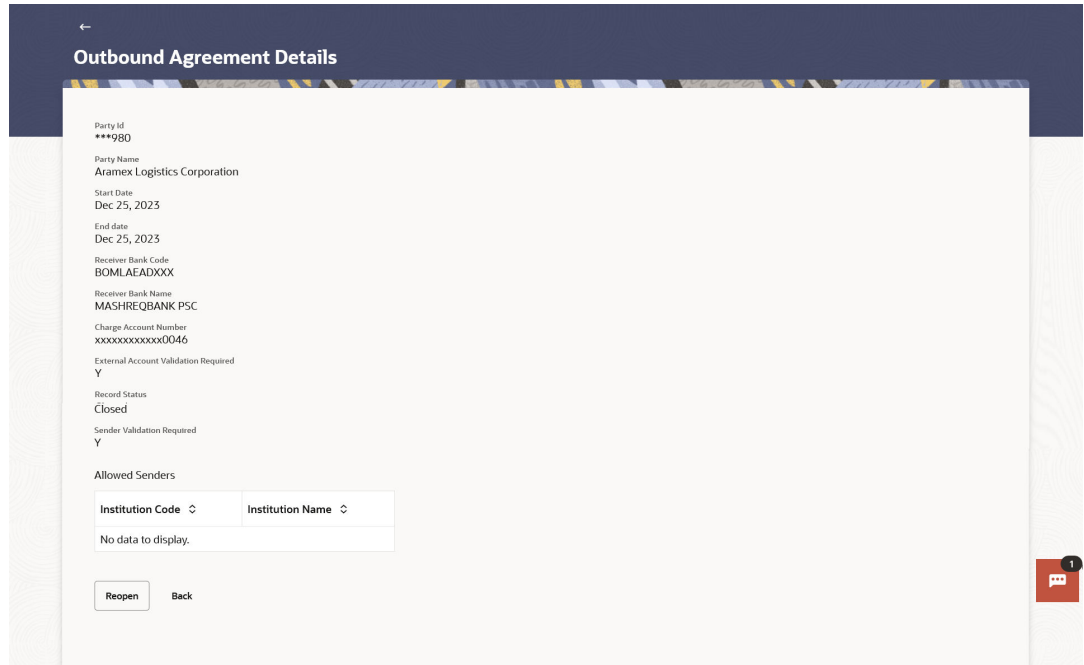 Outbound Agreement Details
Party Id
***980
Party Name
Aramex Logistics Corporation
Start Date
Dec 25, 2023
End date
Dec 25, 2023
Receiver Bank Code
BOMLAEADXXX
Receiver Bank Name
MASHREQBANK PSC
Charge Account Number
xxxxxxxxxxxx0046
External Account Validation Required
Y
Record Status
Closed
Sender Validation Required
Y
Allowed Senders
Institution Code Institution Name
No data to display.
1
Reopen Back